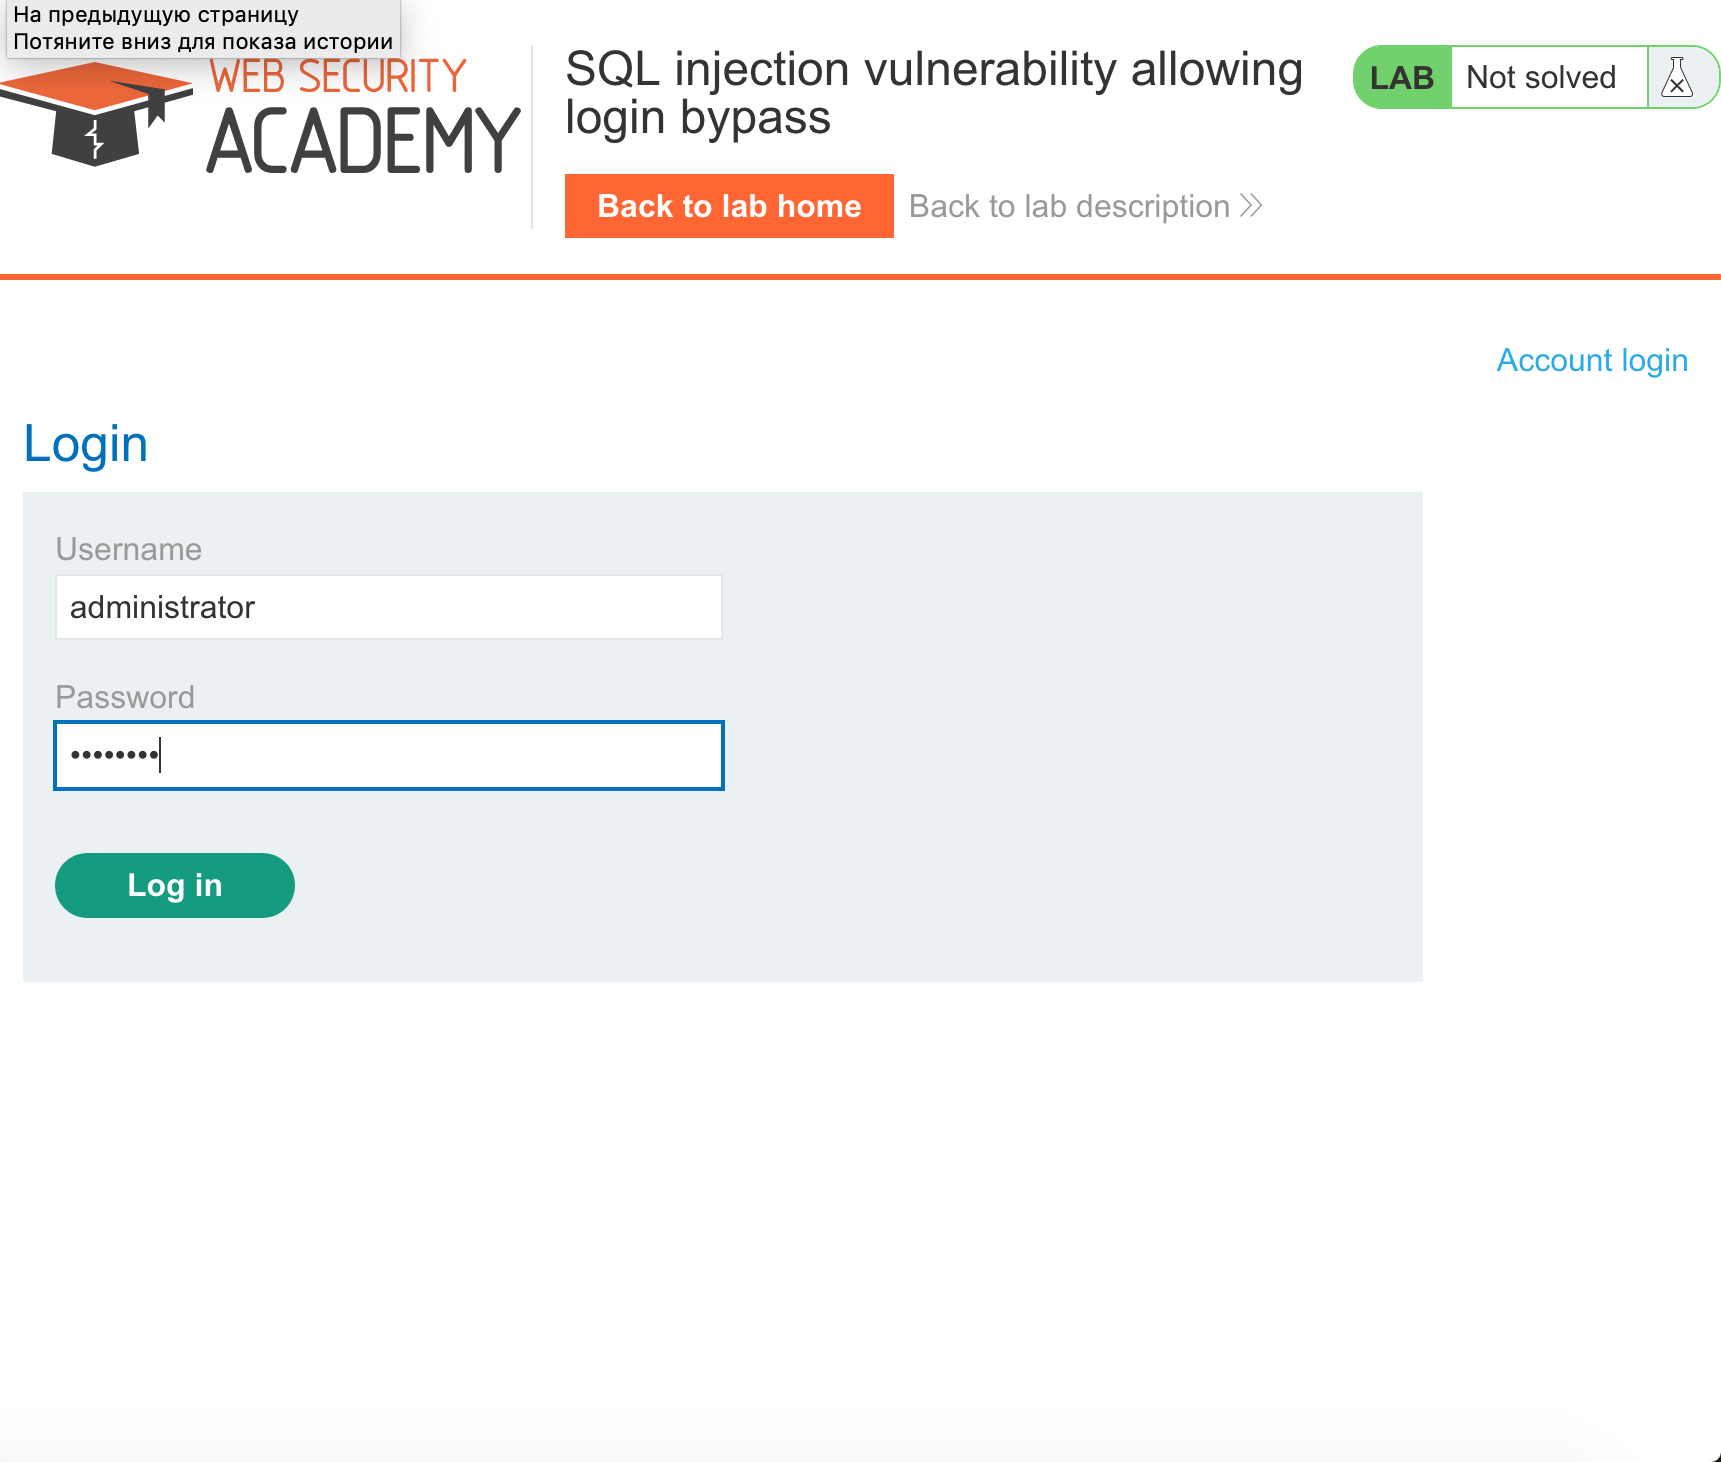 На предыдущую страницу
Потяните вниз для показа истории
WEB SECURITY
ACADEMY
SQL injection vulnerability allowing
login bypass
LAB
Not solved
Back to lab home
Back to lab description
Account login
Login
Username
administrator
Password
••••••••
Log in